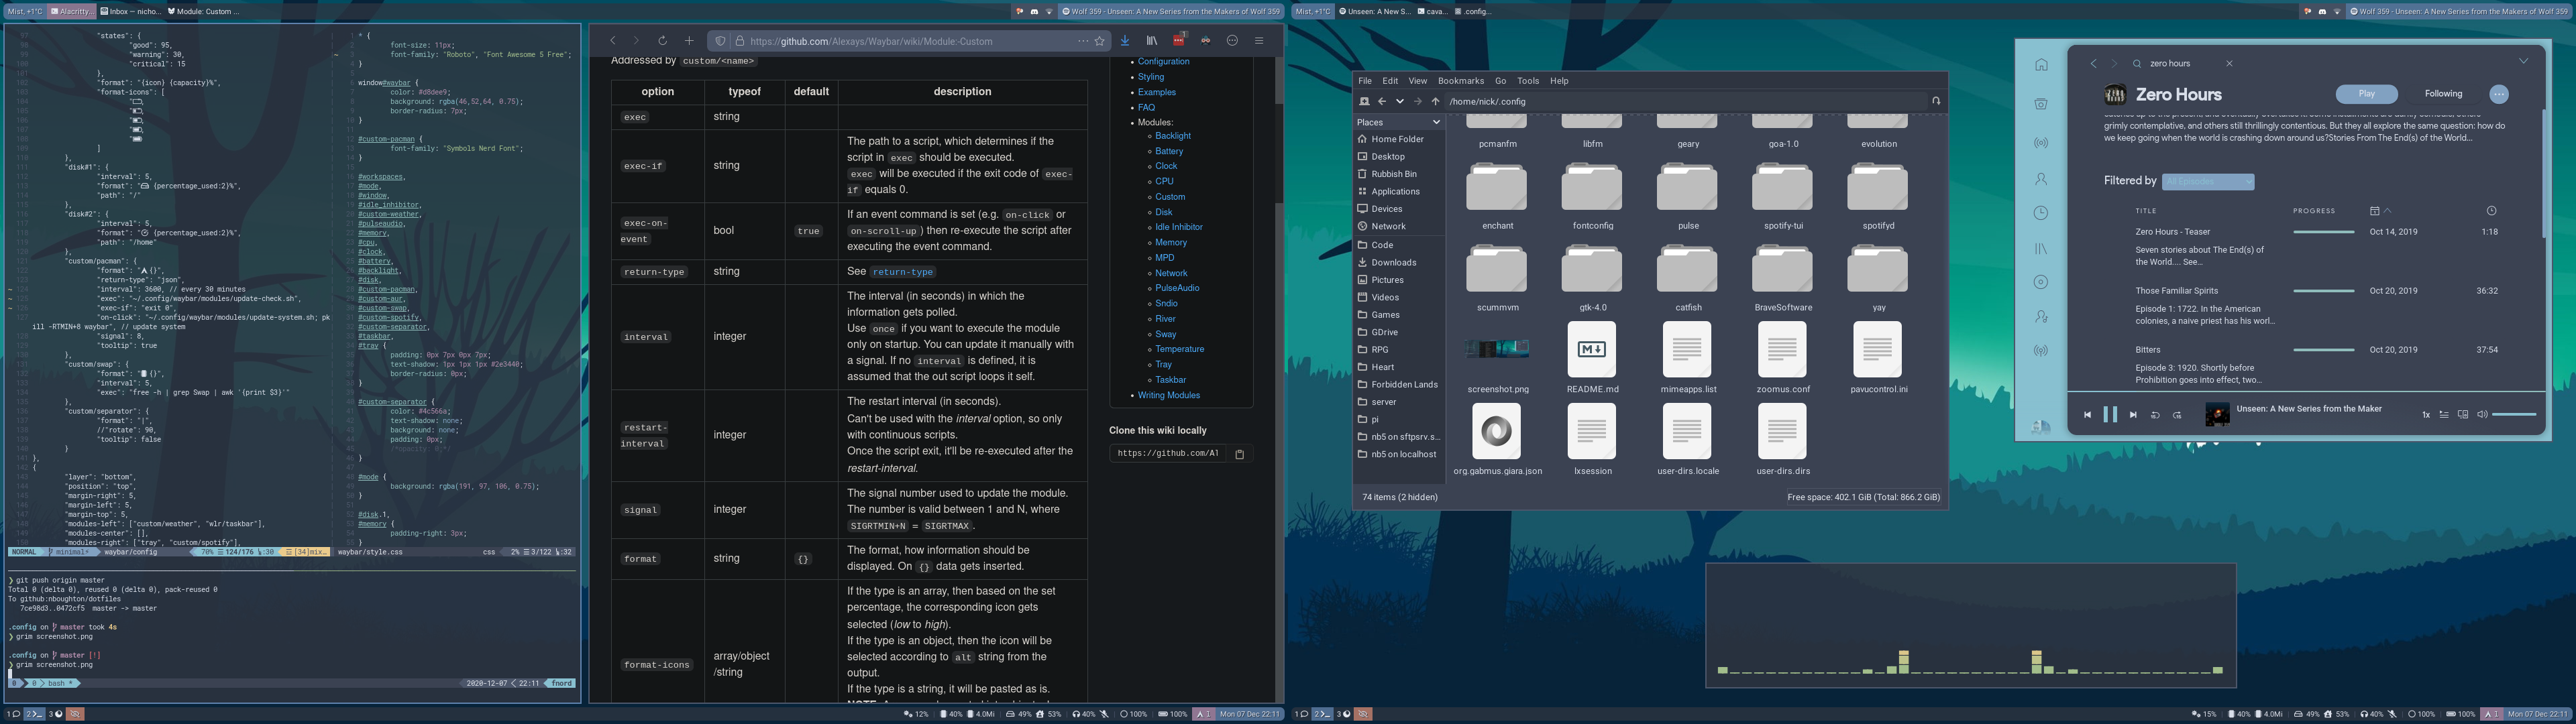 Mist, +1°C
Alacritty...
Inbox — nicho...
Module: Custom ...
Wolf 359 - Unseen: A New Series from the Makers of Wolf 359
"states": {
"good": 95,
"warning": 30,
"critical": 15
},
"format": "{icon} {capacity}%",
"format-icons": [
]
},
"disk#1": {
"interval": 5,
"format": " {percentage_used:2}%",
"path": "/"
},
"disk#2": {
"interval": 5,
"format": " {percentage_used:2}%",
"path": "/home"
},
"custom/pacman": {
"format": " {}",
"return-type": "json",
"interval": 3600, // every 30 minutes
"exec": "~/.config/waybar/modules/update-check.sh",
"exec-if": "exit 0",
"on-click": "~/.config/waybar/modules/update-system.sh; pk
ill -RTMIN+8 waybar", // update system
"signal": 8,
"tooltip": true
},
"custom/swap": {
"format": " {}",
"interval": 5,
"exec": "free -h | grep Swap | awk '{print $3}'"
},
"custom/separator": {
"format": "|",
//"rotate": 90,
"tooltip": false
}
},
{
"layer": "bottom",
"position": "top",
"margin-right": 5,
"margin-left": 5,
"margin-top": 5,
"modules-left": ["custom/weather", "wlr/taskbar"],
"modules-center": [],
"modules-right": ["tray", "custom/spotify"],
NORMAL minimal* waybar/config 70% 124/176 :30 [34]mix...
* {
font-size: 11px;
font-family: "Roboto", "Font Awesome 5 Free";
}
window#waybar {
color: #d8dee9;
background: rgba(46,52,64, 0.75);
border-radius: 7px;
}
#custom-pacman {
font-family: "Symbols Nerd Font";
}
#workspaces,
#mode,
#window,
#idle_inhibitor,
#custom-weather,
#pulseaudio,
#memory,
#cpu,
#clock,
#battery,
#backlight,
#disk,
#custom-pacman,
#custom-aur,
#custom-swap,
#custom-spotify,
#custom-separator,
#taskbar,
#tray {
padding: 0px 7px 0px 7px;
text-shadow: 1px 1px 1px #2e3440;
border-radius: 0px;
}
#custom-separator {
color: #4c566a;
text-shadow: none;
background: none;
padding: 0px;
/*opacity: 0;*/
}
#mode {
background: rgba(191, 97, 106, 0.75);
}
#disk.1,
#memory {
padding-right: 3px;
waybar/style.css css 2% 3/122 :32
❯ git push origin master
Total 0 (delta 0), reused 0 (delta 0), pack-reused 0
To github:nboughton/dotfiles
7ce98d3..0472cf5 master -> master
.config on master took 4s
❯ grim screenshot.png
.config on master [!]
❯ grim screenshot.png
0 0 bash * 2020-12-07 22:11 fnord
https://github.com/Alexays/Waybar/wiki/Module:-Custom
Addressed by custom/<name>
option typeof default description
exec string
exec-if string The path to a script, which determines if the
script in exec should be executed.
exec will be executed if the exit code of exec-
if equals 0.
exec-on-
event bool true If an event command is set (e.g. on-click or
on-scroll-up ) then re-execute the script after
executing the event command.
return-type string See return-type
interval integer The interval (in seconds) in which the
information gets polled.
Use once if you want to execute the module
only on startup. You can update it manually with
a signal. If no interval is defined, it is
assumed that the out script loops it self.
restart-
interval integer The restart interval (in seconds).
Can't be used with the interval option, so only
with continuous scripts.
Once the script exit, it'll be re-executed after the
restart-interval.
signal integer The signal number used to update the module.
The number is valid between 1 and N, where
SIGRTMIN+N = SIGRTMAX .
format string {} The format, how information should be
displayed. On {} data gets inserted.
format-icons array/object
/string If the type is an array, then based on the set
percentage, the corresponding icon gets
selected (low to high).
If the type is an object, then the icon will be
selected according to alt string from the
output.
If the type is a string, it will be pasted as is.
Configuration
Styling
Examples
FAQ
Modules:
Backlight
Battery
Clock
CPU
Custom
Disk
Idle Inhibitor
Memory
MPD
Network
PulseAudio
Sndio
River
Sway
Temperature
Tray
Taskbar
Writing Modules
Clone this wiki locally
https://github.com/Al
1 2 3
12% 40% 4.0Mi 49% 53% 40% 100% 100% 1 Mon 07 Dec 22:11
Mist, +1°C
Unseen: A New S...
cava...
.config...
Wolf 359 - Unseen: A New Series from the Makers of Wolf 359
File Edit View Bookmarks Go Tools Help
/home/nick/.config
Places
Home Folder
Desktop
Rubbish Bin
Applications
Devices
Network
Code
Downloads
Pictures
Videos
Games
GDrive
RPG
Heart
Forbidden Lands
server
pi
nb5 on sftpsrv.s...
nb5 on localhost
pcmanfm libfm geary goa-1.0 evolution
enchant fontconfig pulse spotify-tui spotifyd
scummvm gtk-4.0 catfish BraveSoftware yay
screenshot.png README.md mimeapps.list zoomus.conf pavucontrol.ini
org.gabmus.giara.json lxsession user-dirs.locale user-dirs.dirs
74 items (2 hidden) Free space: 402.1 GiB (Total: 866.2 GiB)
zero hours
Zero Hours
Play Following
grimly contemplative, and others still thrillingly contentious. But they all explore the same question: how do
we keep going when the world is crashing down around us?Stories From The End(s) of the World...
Filtered by All Episodes
TITLE PROGRESS
Zero Hours - Teaser Oct 14, 2019 1:18
Seven stories about The End(s) of
the World.... See...
Those Familiar Spirits Oct 20, 2019 36:32
Episode 1: 1722. In the American
colonies, a naive priest has his worl...
Bitters Oct 20, 2019 37:54
Episode 3: 1920. Shortly before
Prohibition goes into effect, two...
Unseen: A New Series from the Maker
1x
1 2 3
15% 40% 4.0Mi 49% 53% 40% 100% 100% 1 Mon 07 Dec 22:11